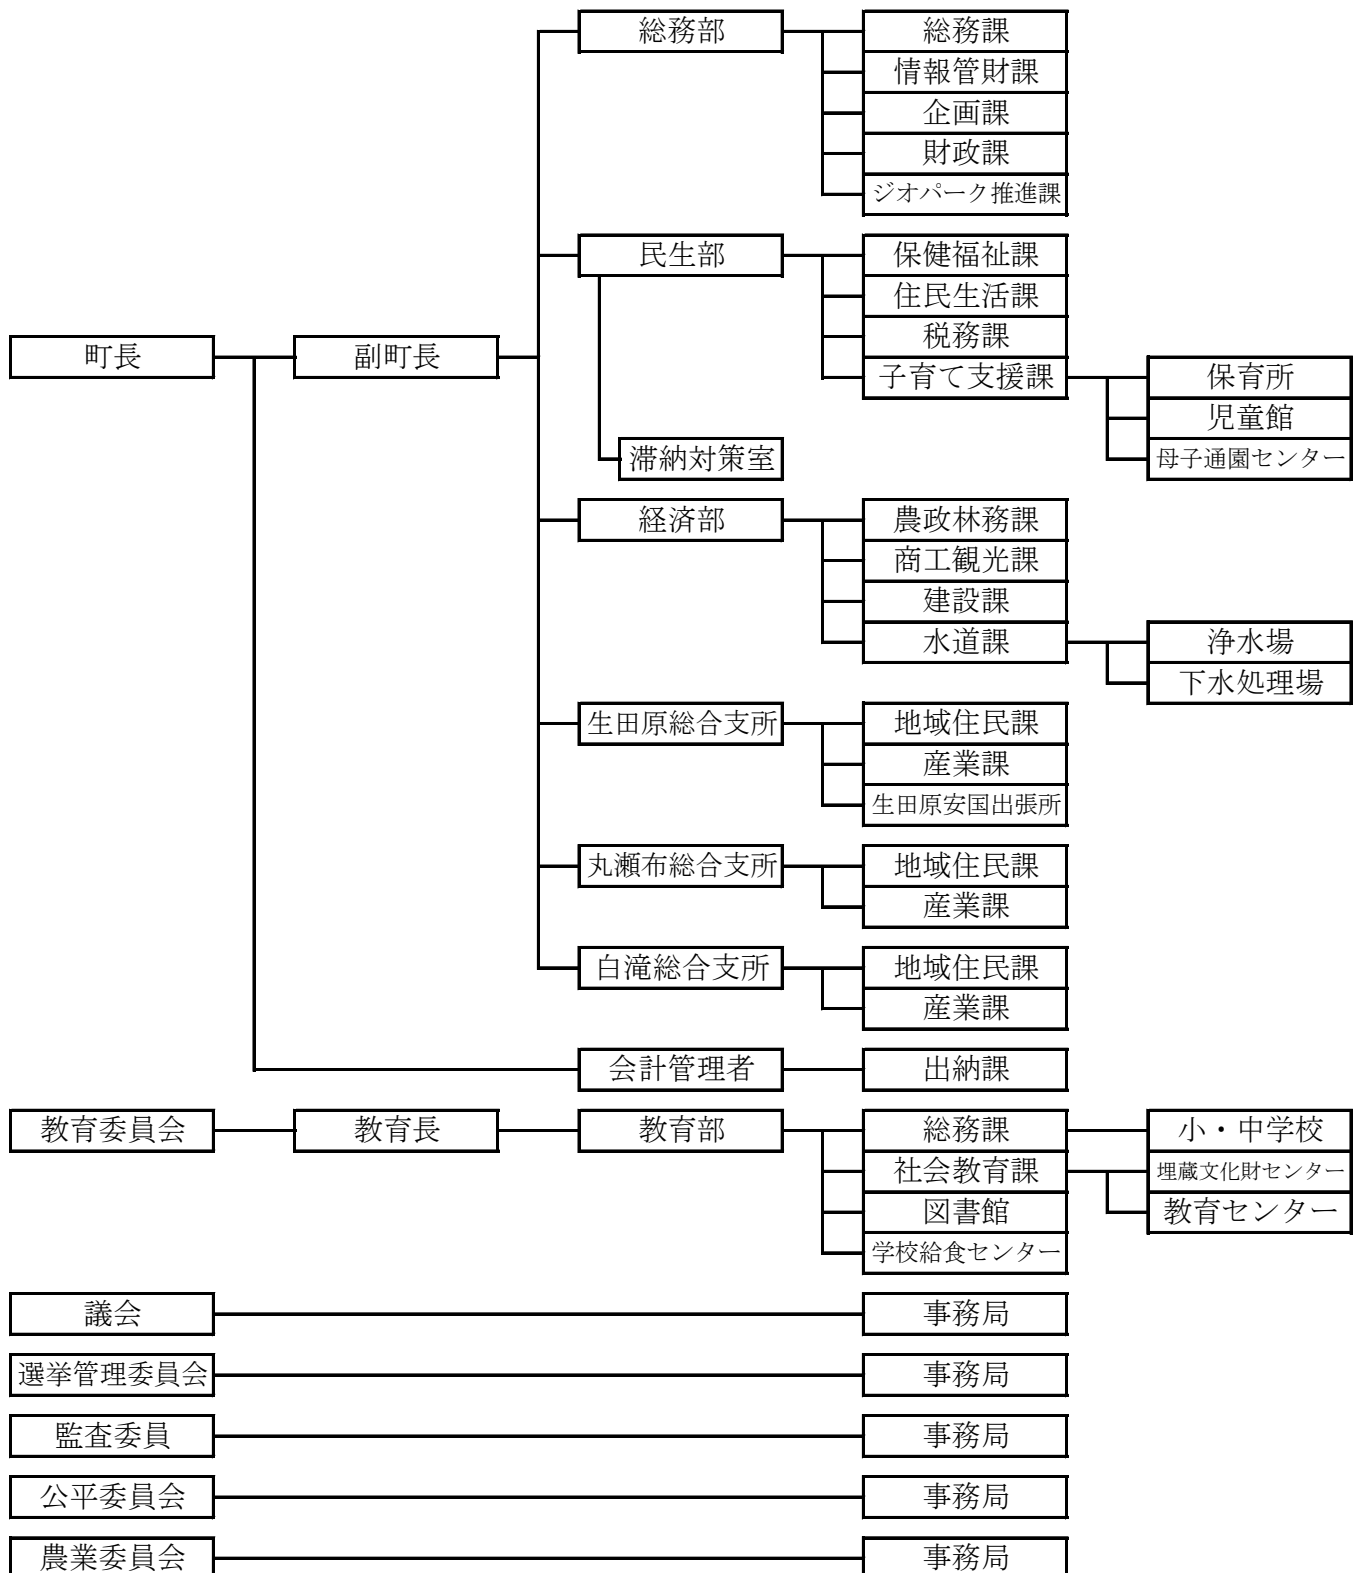 総務部
総務課
情報管財課
企画課
財政課
ジオパーク推進課
民生部
保健福祉課
住民生活課
税務課
町長
副町長
子育て支援課
保育所
児童館
滞納対策室
母子通園センター
経済部
農政林務課
商工観光課
建設課
水道課
浄水場
下水処理場
生田原総合支所
地域住民課
産業課
生田原安国出張所
丸瀬布総合支所
地域住民課
産業課
白滝総合支所
地域住民課
産業課
会計管理者
出納課
教育委員会
教育長
教育部
総務課
小・中学校
社会教育課
埋蔵文化財センター
図書館
教育センター
学校給食センター
議会
事務局
選挙管理委員会
事務局
監査委員
事務局
公平委員会
事務局
農業委員会
事務局